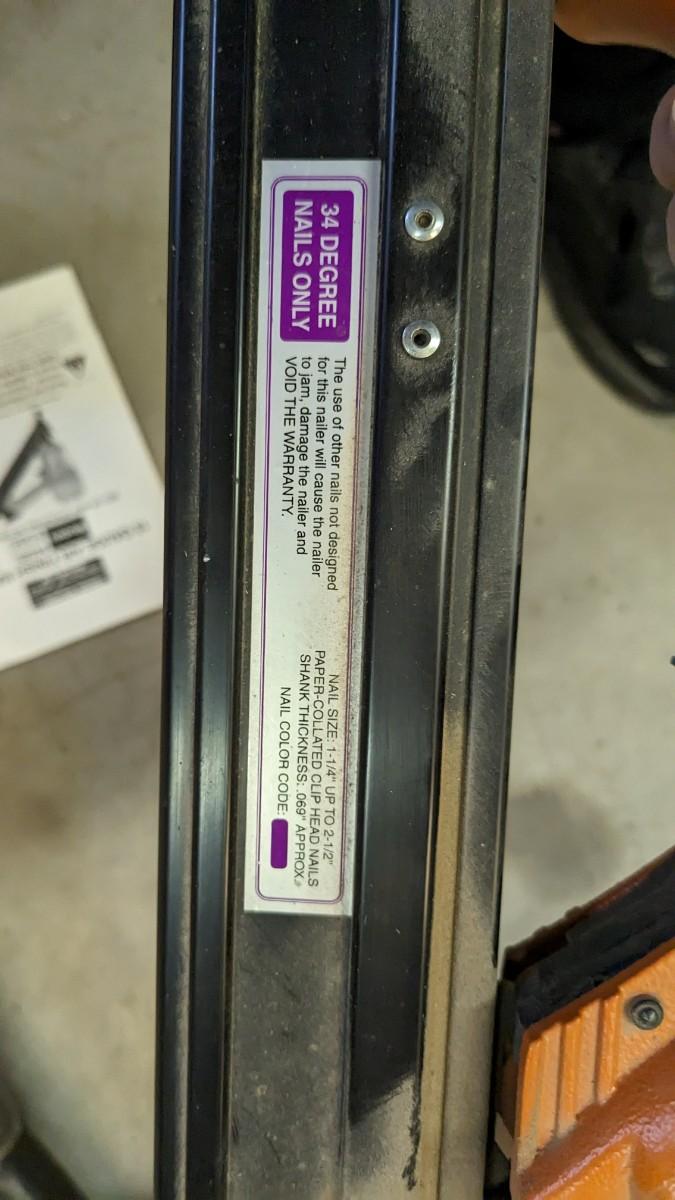 34 DEGREE
NAILS ONLY
The use of other nails not designed
for this nailer will cause the nailer
to jam, damage the nailer and
VOID THE WARRANTY.
NAIL SIZE: 1-1/4" UP TO 2-1/2"
PAPER-COLLATED CLIP HEAD NAILS
SHANK THICKNESS: .069" APPROX.
NAIL COLOR CODE: